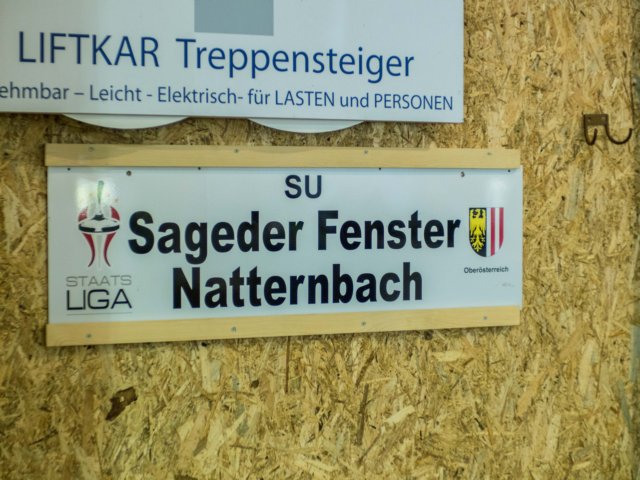 LIFTKAR Treppensteiger
ehmbar – Leicht - Elektrisch- für LASTEN und PERSONEN
SU
Sageder Fenster
Natternbach
STAATS
LIGA
Oberösterreich